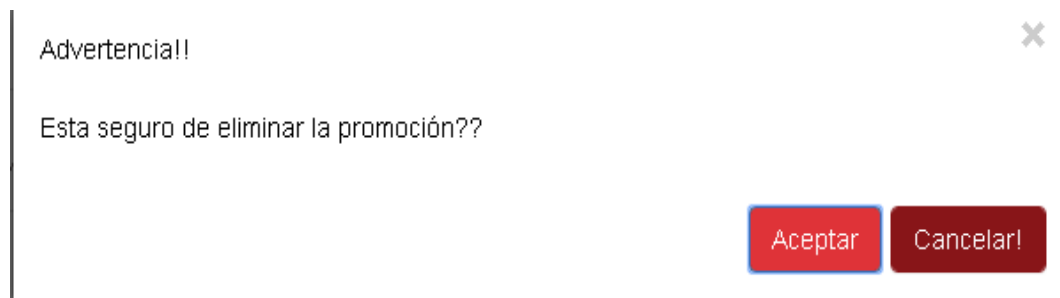 Advertencia!!
Esta seguro de eliminar la promoción??
Aceptar Cancelar!